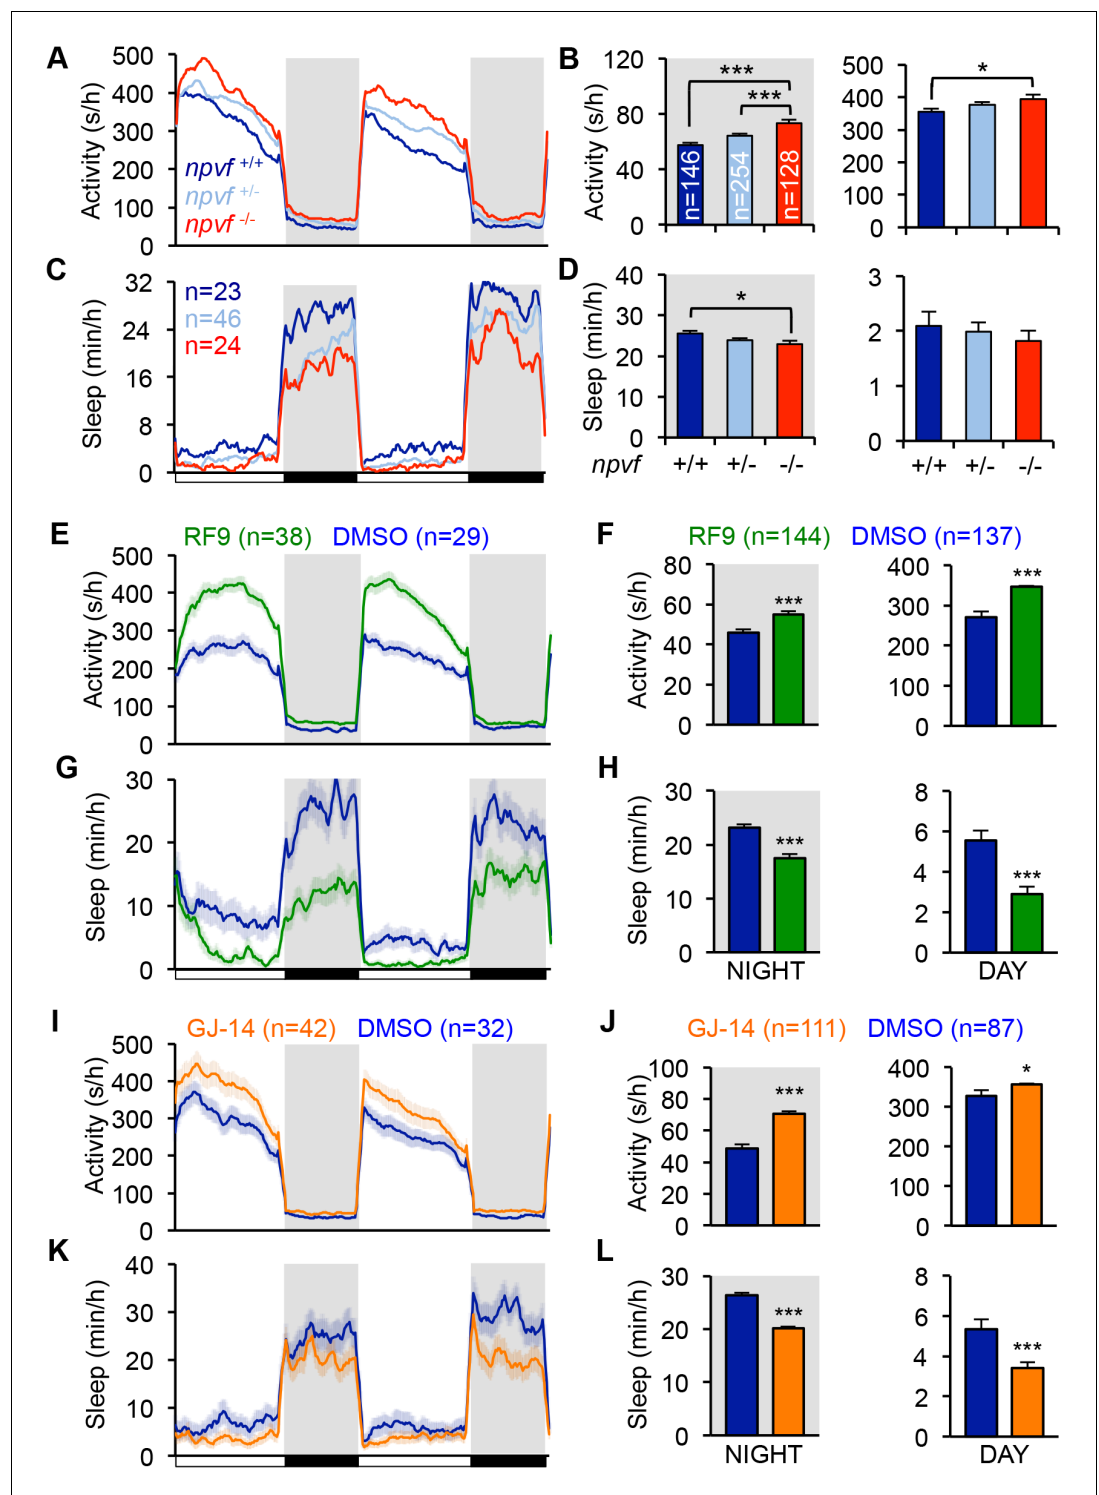 A
500
400
300
200
100
0
Activity (s/h)
npvf +/+
npvf +/-
npvf -/-
B
120
80
40
0
Activity (s/h)
***
***
n=146
n=254
n=128
500
400
300
200
100
0
*
C
32
24
16
8
0
Sleep (min/h)
n=23
n=46
n=24
D
40
30
20
10
0
Sleep (min/h)
*
3
2
1
0
npvf +/+ +/- -/-
+/+ +/- -/-
E
RF9 (n=38) DMSO (n=29)
500
400
300
200
100
0
Activity (s/h)
F
RF9 (n=144) DMSO (n=137)
80
60
40
20
0
Activity (s/h)
***
400
300
200
100
0
***
G
30
20
10
0
Sleep (min/h)
H
30
20
10
0
Sleep (min/h)
***
NIGHT
8
6
4
2
0
***
DAY
I
GJ-14 (n=42) DMSO (n=32)
500
400
300
200
100
0
Activity (s/h)
J
GJ-14 (n=111) DMSO (n=87)
100
80
60
40
20
0
Activity (s/h)
***
400
300
200
100
0
*
K
40
30
20
10
0
Sleep (min/h)
L
30
20
10
0
Sleep (min/h)
***
NIGHT
8
6
4
2
0
***
DAY